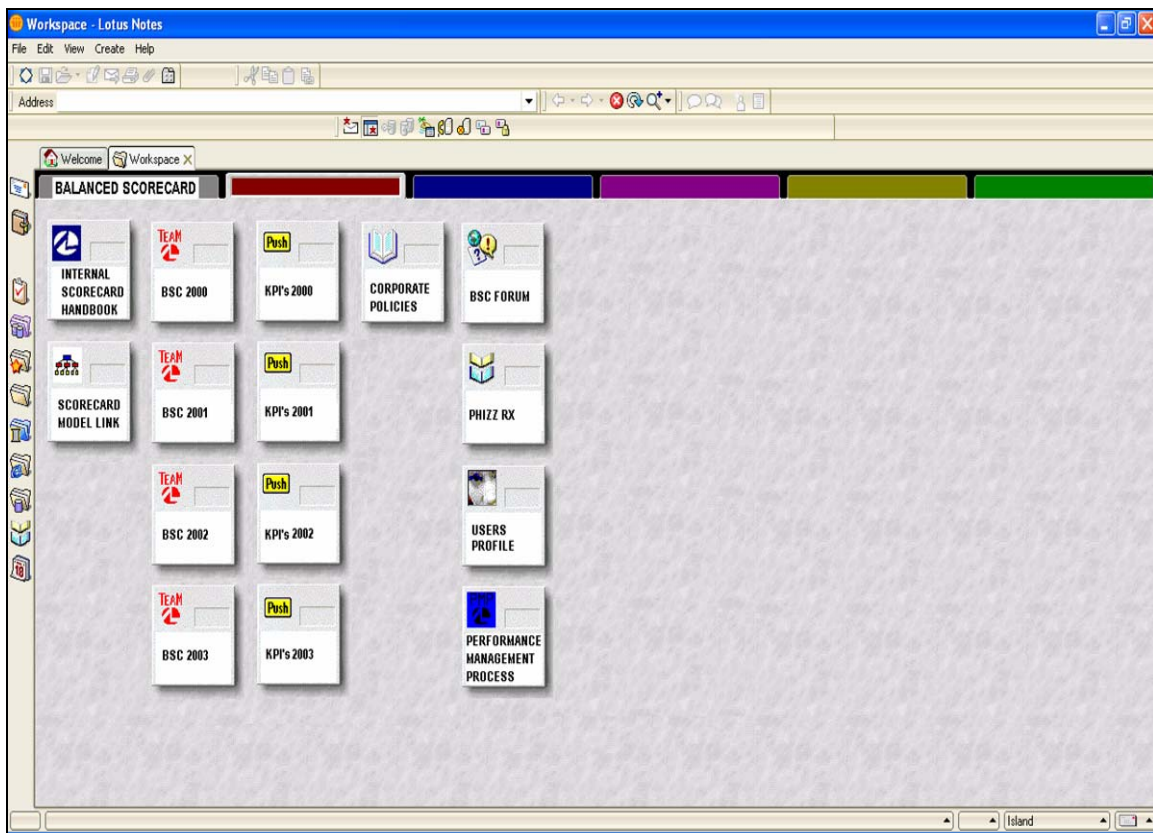 Workspace - Lotus Notes
File Edit View Create Help
Address
Welcome Workspace X
BALANCED SCORECARD
INTERNAL
SCORECARD
HANDBOOK
TEAM
BSC 2000
Push
KPI's 2000
CORPORATE
POLICIES
BSC FORUM
SCORECARD
MODEL LINK
TEAM
BSC 2001
Push
KPI's 2001
PHIZZ RX
TEAM
BSC 2002
Push
KPI's 2002
USERS
PROFILE
TEAM
BSC 2003
Push
KPI's 2003
PERFORMANCE
MANAGEMENT
PROCESS
18
Island